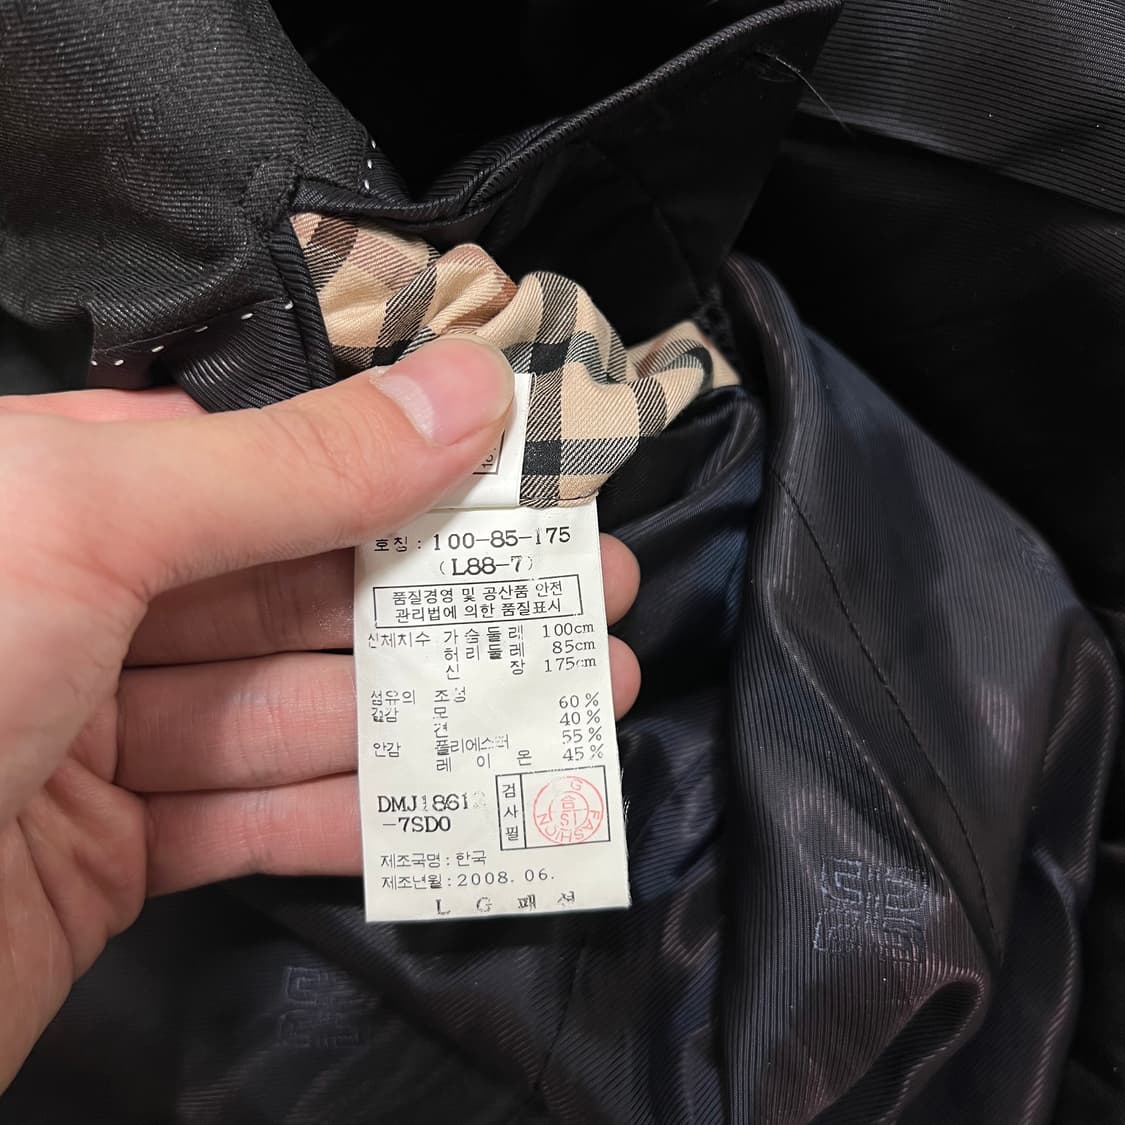 호칭 : 100-85-175
(L88-7)
품질경영 및 공산품 안전
관리법에 의한 품질표시
신체치수 가슴둘레 100cm
허리둘레 85cm
신 장 175cm
섬유의 조성
겉감 모 60%
면 40%
안감 폴리에스터 55%
레 이 온 45%
-7SD0
검사필
FASHION
제조국명 : 한국
제조년월 : 2008. 06.
L G 패 션